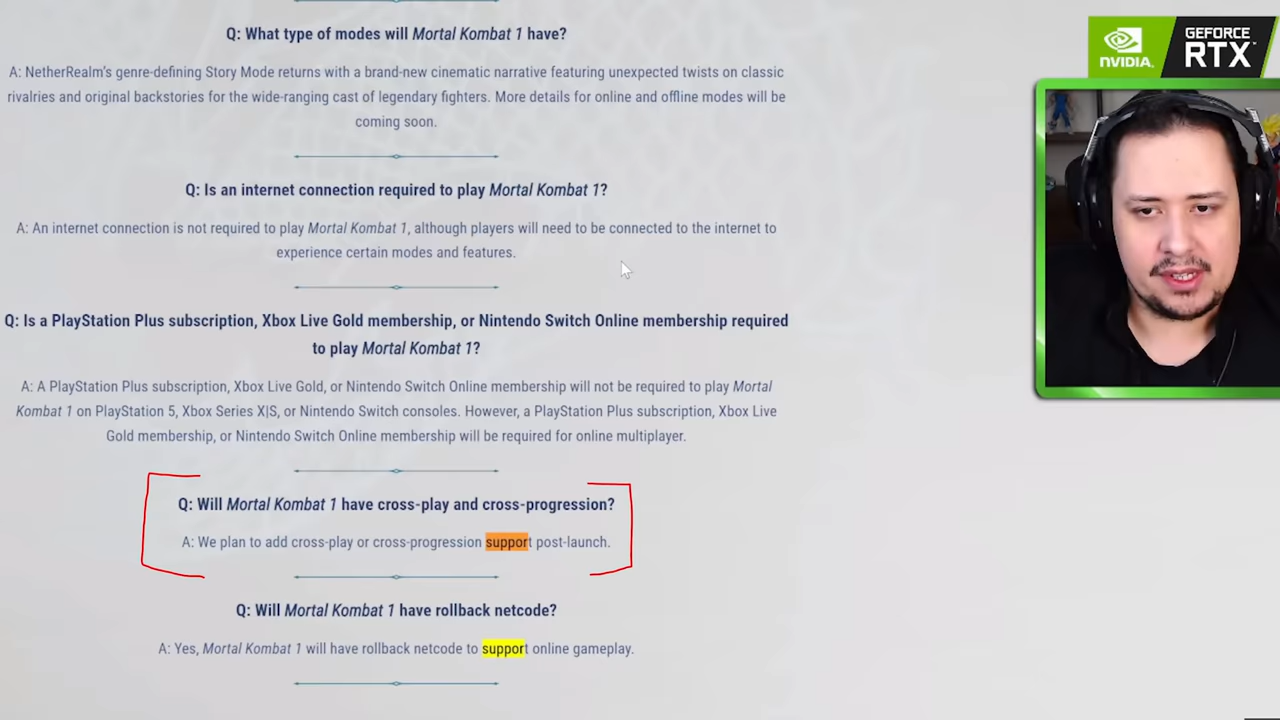 Q: What type of modes will Mortal Kombat 1 have?
A: NetherRealm's genre-defining Story Mode returns with a brand-new cinematic narrative featuring unexpected twists on classic
rivalries and original backstories for the wide-ranging cast of legendary fighters. More details for online and offline modes will be
coming soon.
Q: Is an internet connection required to play Mortal Kombat 1?
A: An internet connection is not required to play Mortal Kombat 1, although players will need to be connected to the internet to
experience certain modes and features.
Q: Is a PlayStation Plus subscription, Xbox Live Gold membership, or Nintendo Switch Online membership required
to play Mortal Kombat 1?
A: A PlayStation Plus subscription, Xbox Live Gold, or Nintendo Switch Online membership will not be required to play Mortal
Kombat 1 on PlayStation 5, Xbox Series X|S, or Nintendo Switch consoles. However, a PlayStation Plus subscription, Xbox Live
Gold membership, or Nintendo Switch Online membership will be required for online multiplayer.
Q: Will Mortal Kombat 1 have cross-play and cross-progression?
A: We plan to add cross-play or cross-progression support post-launch.
Q: Will Mortal Kombat 1 have rollback netcode?
A: Yes, Mortal Kombat 1 will have rollback netcode to support online gameplay.
NVIDIA.
GEFORCE
RTX